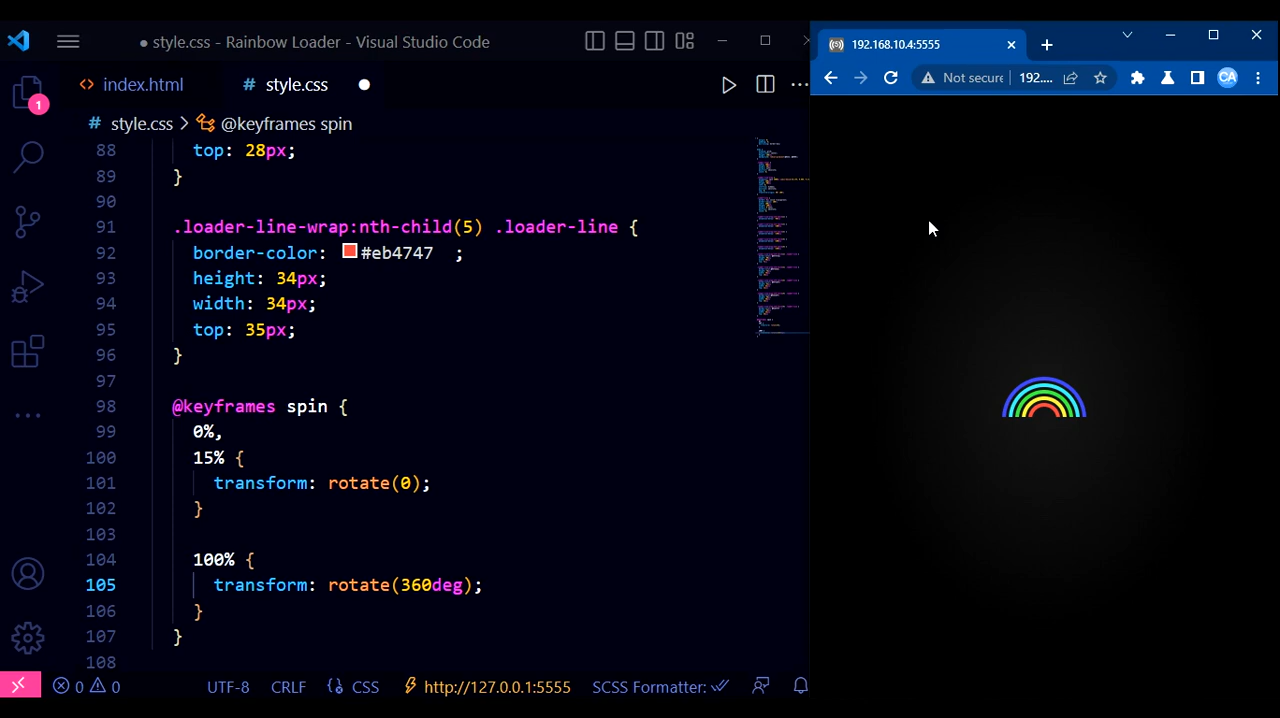 ● style.css - Rainbow Loader - Visual Studio Code
index.html
# style.css
1
# style.css > @keyframes spin
88 top: 28px;
89 }
90
91 .loader-line-wrap:nth-child(5) .loader-line {
92 border-color: #eb4747 ;
93 height: 34px;
94 width: 34px;
95 top: 35px;
96 }
97
98 @keyframes spin {
99 0%,
100 15% {
101 transform: rotate(0);
102 }
103
104 100% {
105 transform: rotate(360deg);
106 }
107 }
108
0 0 UTF-8 CRLF CSS http://127.0.0.1:5555 SCSS Formatter:
192.168.10.4:5555
Not secure 192.... CA